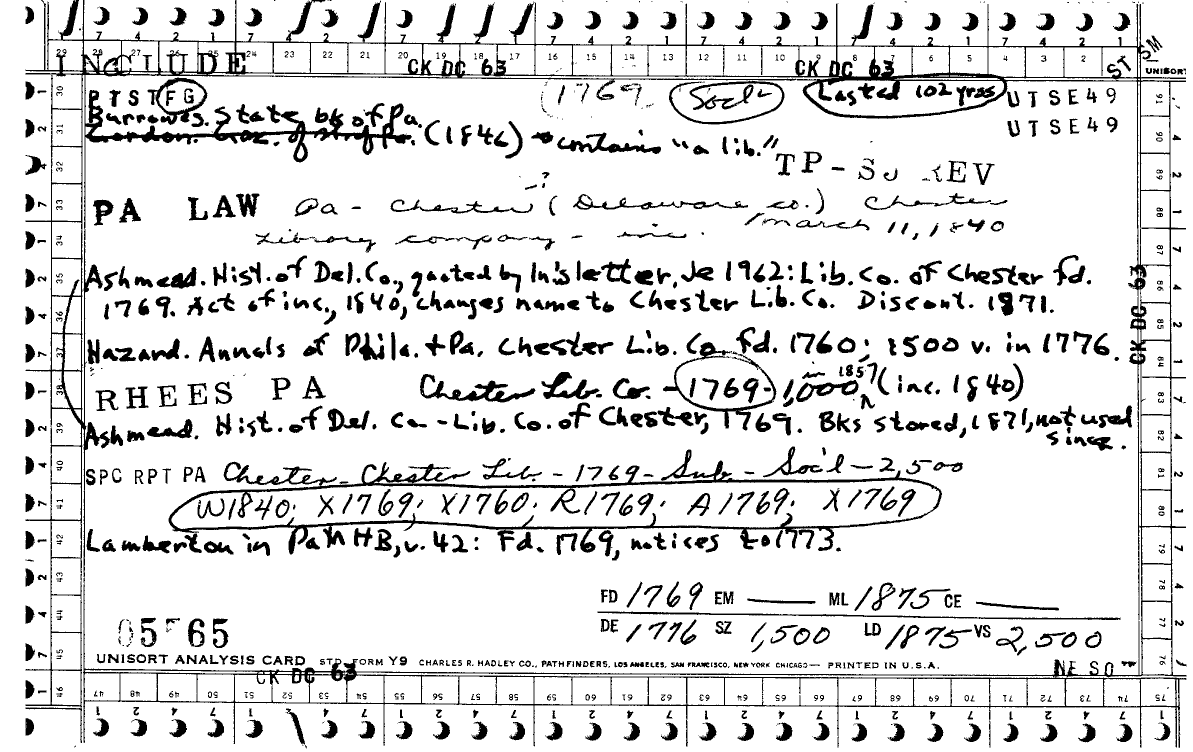 INCLUDE
CK DC 63
CK DC 63
ST SM
UNISORT
PTST FG
1769
Soc'l
Lasted 102 yrs
UTSE49
Burrowes. State bk of Pa.
UTSE49
(1846) contains "a lib."
TP-SO REV
PA LAW Pa - Chester (Delaware co.) Chester
Library company - inc. March 11, 1840
Ashmead. Hist. of Del. Co., quoted by In's letter, Je 1962: Lib. Co. of Chester fd.
1769. Act of inc., 1840, changes name to Chester Lib. Co. Discont. 1871.
CK DC 63
Hazard. Annals of Phila. + Pa. Chester Lib. Co. fd. 1760; 1500 v. in 1776.
RHEES PA Chester Lib. Co. - 1769 - 1,000 in 1857 (inc. 1840)
Ashmead. Hist. of Del. Co. - Lib. Co. of Chester, 1769. Bks stored, 1871, not used
since.
SPC RPT PA Chester - Chester Lib - 1769 - Sub - Soc'l - 2,500
W1840; X1769; X1760; R1769; A1769; X1769
Lamberton in PaMHB, v. 42: Fd. 1769, notices to 1773.
FD 1769 EM — ML 1875 CE —
DE 1776 SZ 1,500 LD 1875 VS 2,500
UNISORT ANALYSIS CARD STD. FORM Y9 CHARLES R. HADLEY CO., PATHFINDERS, LOS ANGELES, SAN FRANCISCO, NEW YORK CHICAGO— PRINTED IN U.S.A.
CK DC 63
NE SO